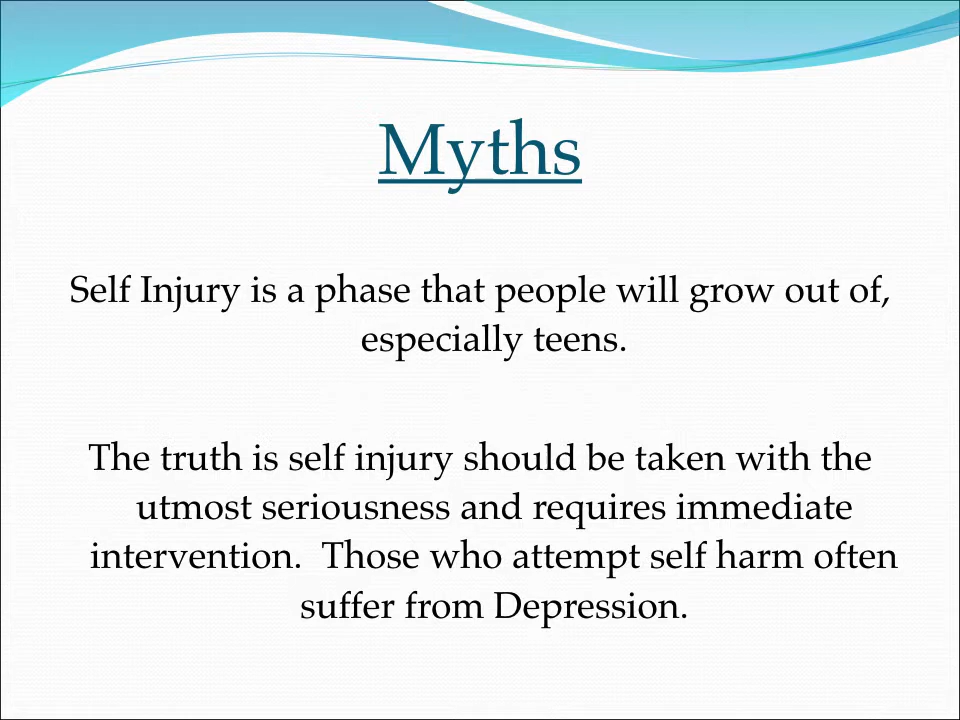 Myths
Self Injury is a phase that people will grow out of,
especially teens.
The truth is self injury should be taken with the
utmost seriousness and requires immediate
intervention.  Those who attempt self harm often
suffer from Depression.